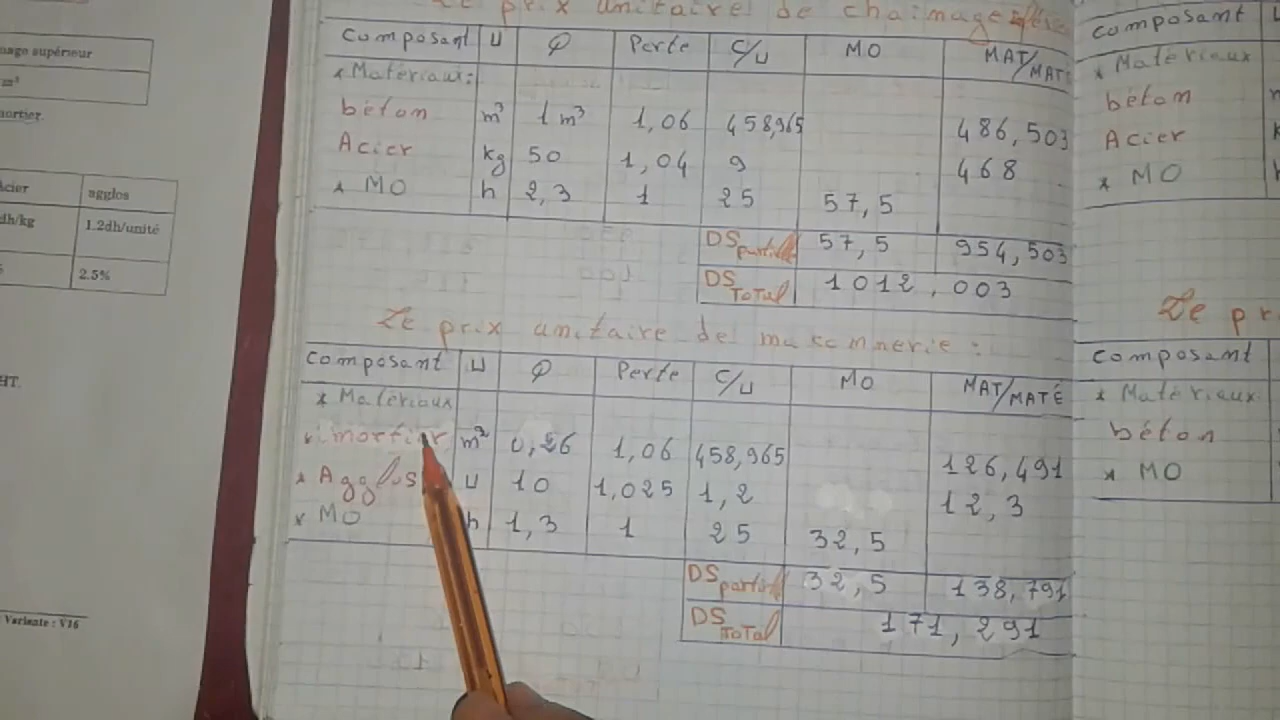 Le prix unitaire de chainage
Composant U Q Perte C/U MO MAT/MATÉ
* Matériaux:
béton m³ 1 m³ 1,06 458,965 486,503
Acier kg 50 1,04 9 468
* MO h 2,3 1 25 57,5
DS partiel 57,5 954,503
DS TOTal 1012,003
Le prix unitaire de maConnerie :
Composant U Q Perte C/U MO MAT/MATÉ
* Matériaux
mortier 0,26 1,06 458,965 126,491
* Agglos U 10 1,025 1,2 12,3
* MO h 1,3 1 25 32,5
DS partiel 32,5 138,791
DS TOTal 171,291
nage supérieur
m³
mortier.
Acier agglos
dh/kg 1.2dh/unité
2.5%
HT.
Variante : V16
Composant
* Matériaux
béton
Acier
* MO
Le pr
Composant
* Matériaux
béton
* MO